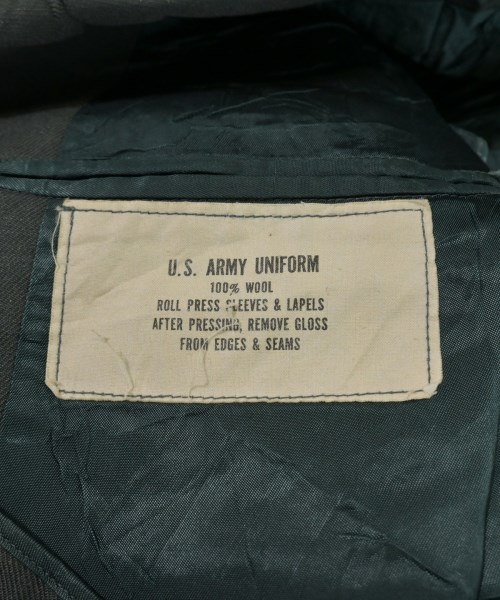 U.S. ARMY UNIFORM
100% WOOL
ROLL PRESS SLEEVES & LAPELS
AFTER PRESSING, REMOVE GLOSS
FROM EDGES & SEAMS